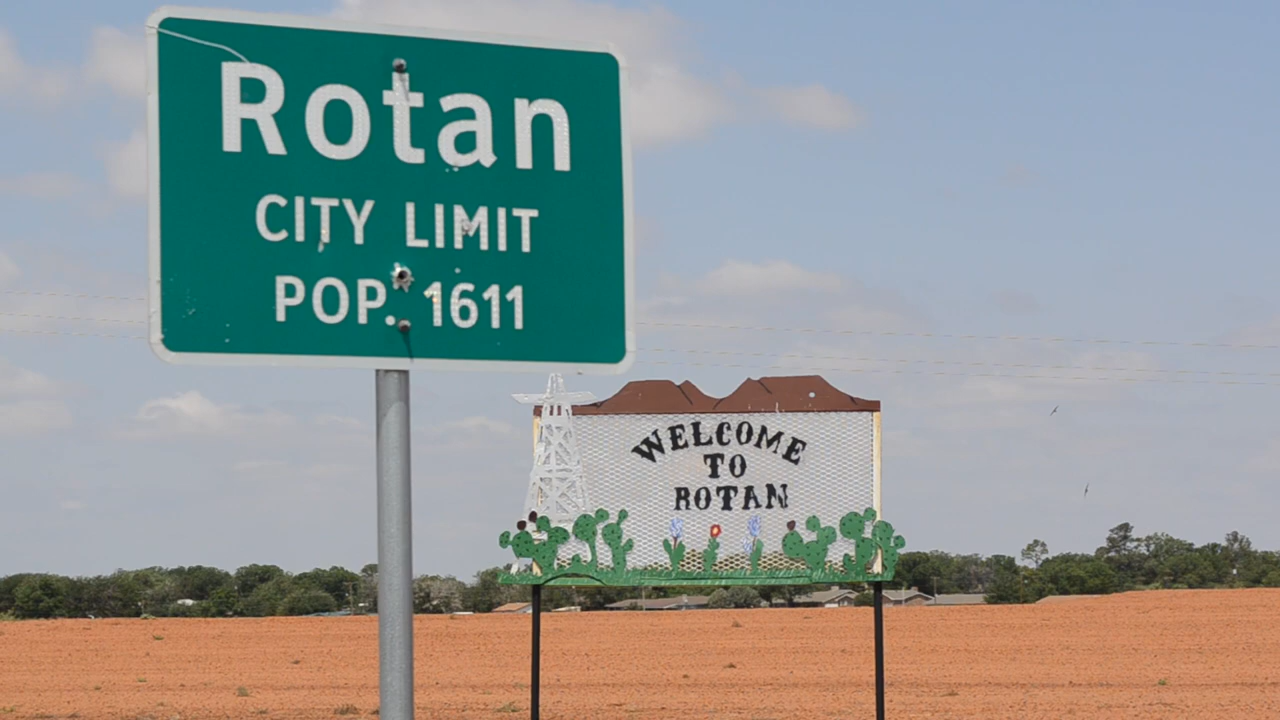 Rotan
CITY LIMIT
POP. 1611
WELCOME
TO
ROTAN